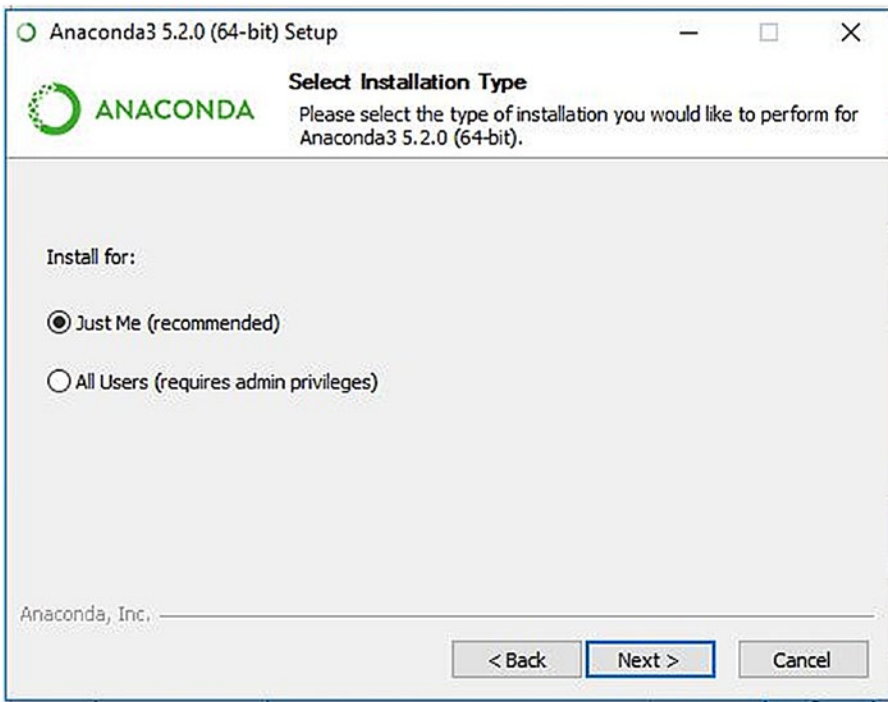 Anaconda3 5.2.0 (64-bit) Setup
ANACONDA
Select Installation Type
Please select the type of installation you would like to perform for
Anaconda3 5.2.0 (64-bit).
Install for:
Just Me (recommended)
All Users (requires admin privileges)
Anaconda, Inc.
< Back Next > Cancel